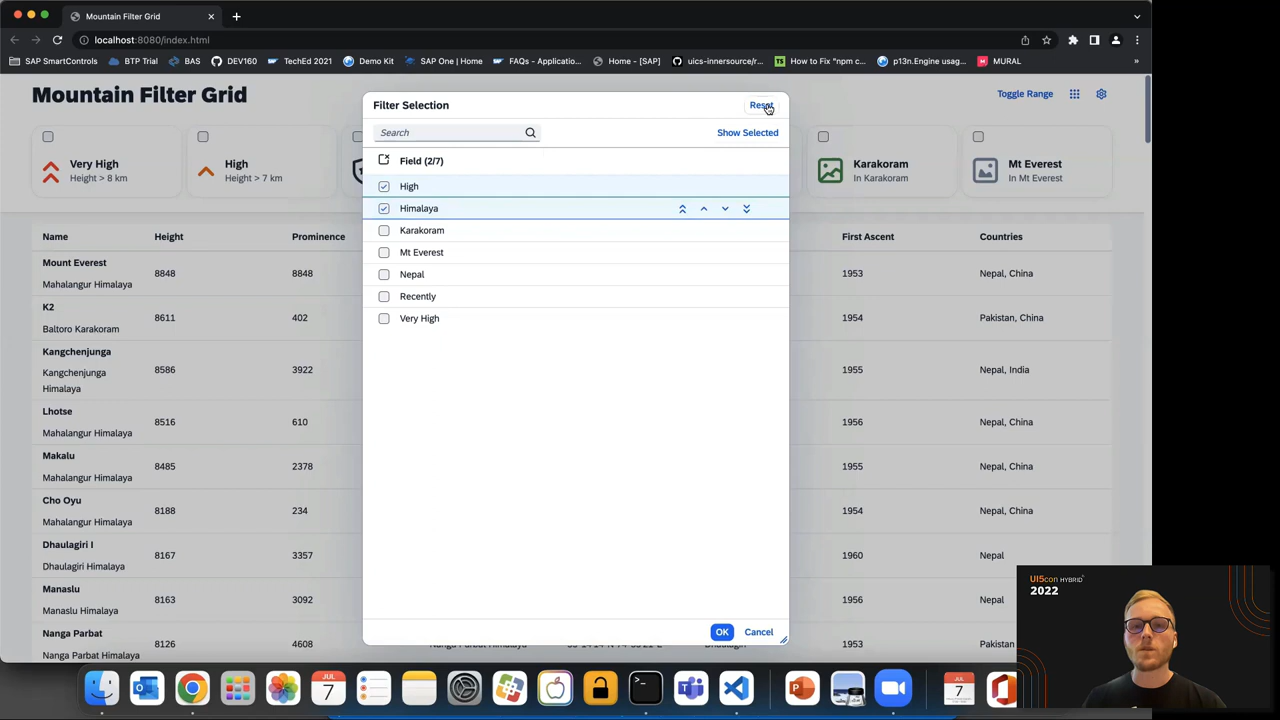 Mountain Filter Grid
localhost:8080/index.html
SAP SmartControls
BTP Trial
BAS
DEV160
TechEd 2021
Demo Kit
SAP One | Home
FAQs - Applicatio...
Home - [SAP]
uics-innersource/r...
How to Fix "npm c...
p13n.Engine usag...
MURAL
»
Mountain Filter Grid
Toggle Range
Very High
Height > 8 km
High
Height > 7 km
Karakoram
In Karakoram
Mt Everest
In Mt Everest
Filter Selection
Reset
Search
Show Selected
Field (2/7)
High
Himalaya
Karakoram
Mt Everest
Nepal
Recently
Very High
OK
Cancel
Name Height Prominence First Ascent Countries
Mount Everest
Mahalangur Himalaya
8848 8848 1953 Nepal, China
K2
Baltoro Karakoram
8611 402 1954 Pakistan, China
Kangchenjunga
Kangchenjunga
Himalaya
8586 3922 1955 Nepal, India
Lhotse
Mahalangur Himalaya
8516 610 1956 Nepal, China
Makalu
Mahalangur Himalaya
8485 2378 1955 Nepal, China
Cho Oyu
Mahalangur Himalaya
8188 234 1954 Nepal, China
Dhaulagiri I
Dhaulagiri Himalaya
8167 3357 1960 Nepal
Manaslu
Manaslu Himalaya
8163 3092 1956 Nepal
Nanga Parbat
Nanga Parbat Himalaya
8126 4608 1953 Pakistan
UI5con HYBRID
2022
JUL
7
JUL
7